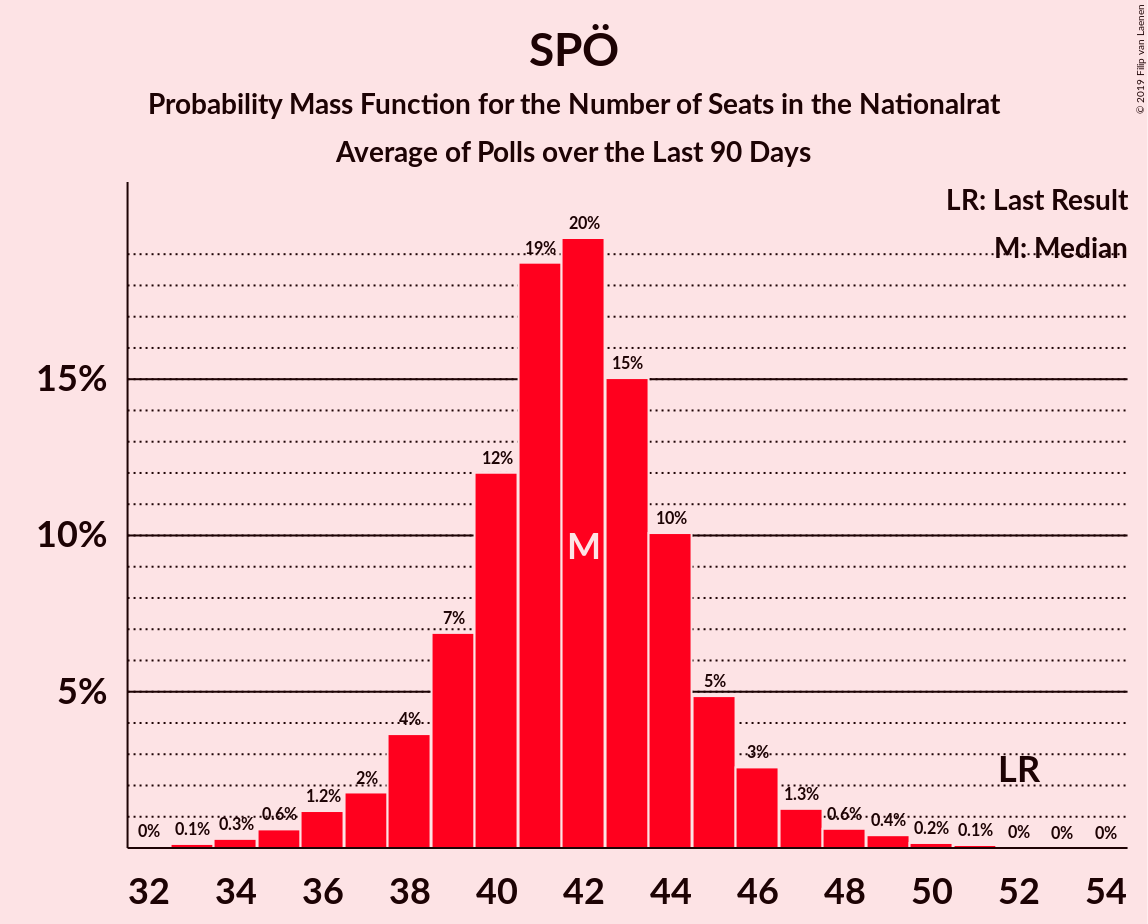 SPÖ
Probability Mass Function for the Number of Seats in the Nationalrat
Average of Polls over the Last 90 Days
© 2019 Filip van Laenen
LR: Last Result
M: Median
20%
19%
15%
15%
12%
10%
10%
M
7%
5%
5%
4%
3%
LR
2%
1.2%
1.3%
0% 0.1% 0.3% 0.6% 0.6% 0.4% 0.2% 0.1% 0% 0% 0%
32 34 36 38 40 42 44 46 48 50 52 54